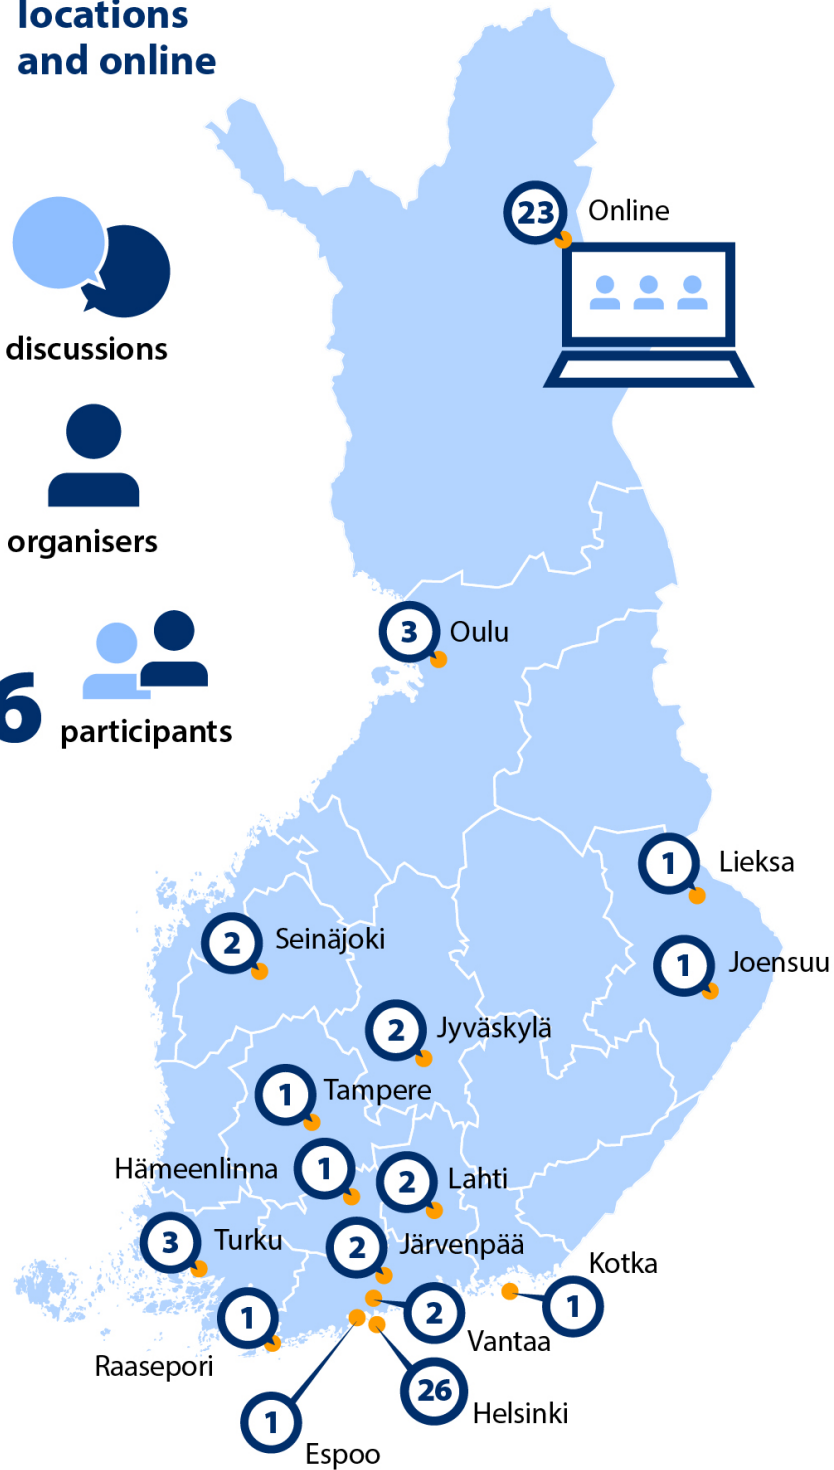 locations
and online
23
Online
discussions
organisers
3
Oulu
6
participants
1
Lieksa
2
Seinäjoki
1
Joensuu
2
Jyväskylä
1
Tampere
Hämeenlinna
1
2
Lahti
3
Turku
2
Järvenpää
Kotka
1
1
2
Vantaa
Raasepori
26
Helsinki
1
Espoo